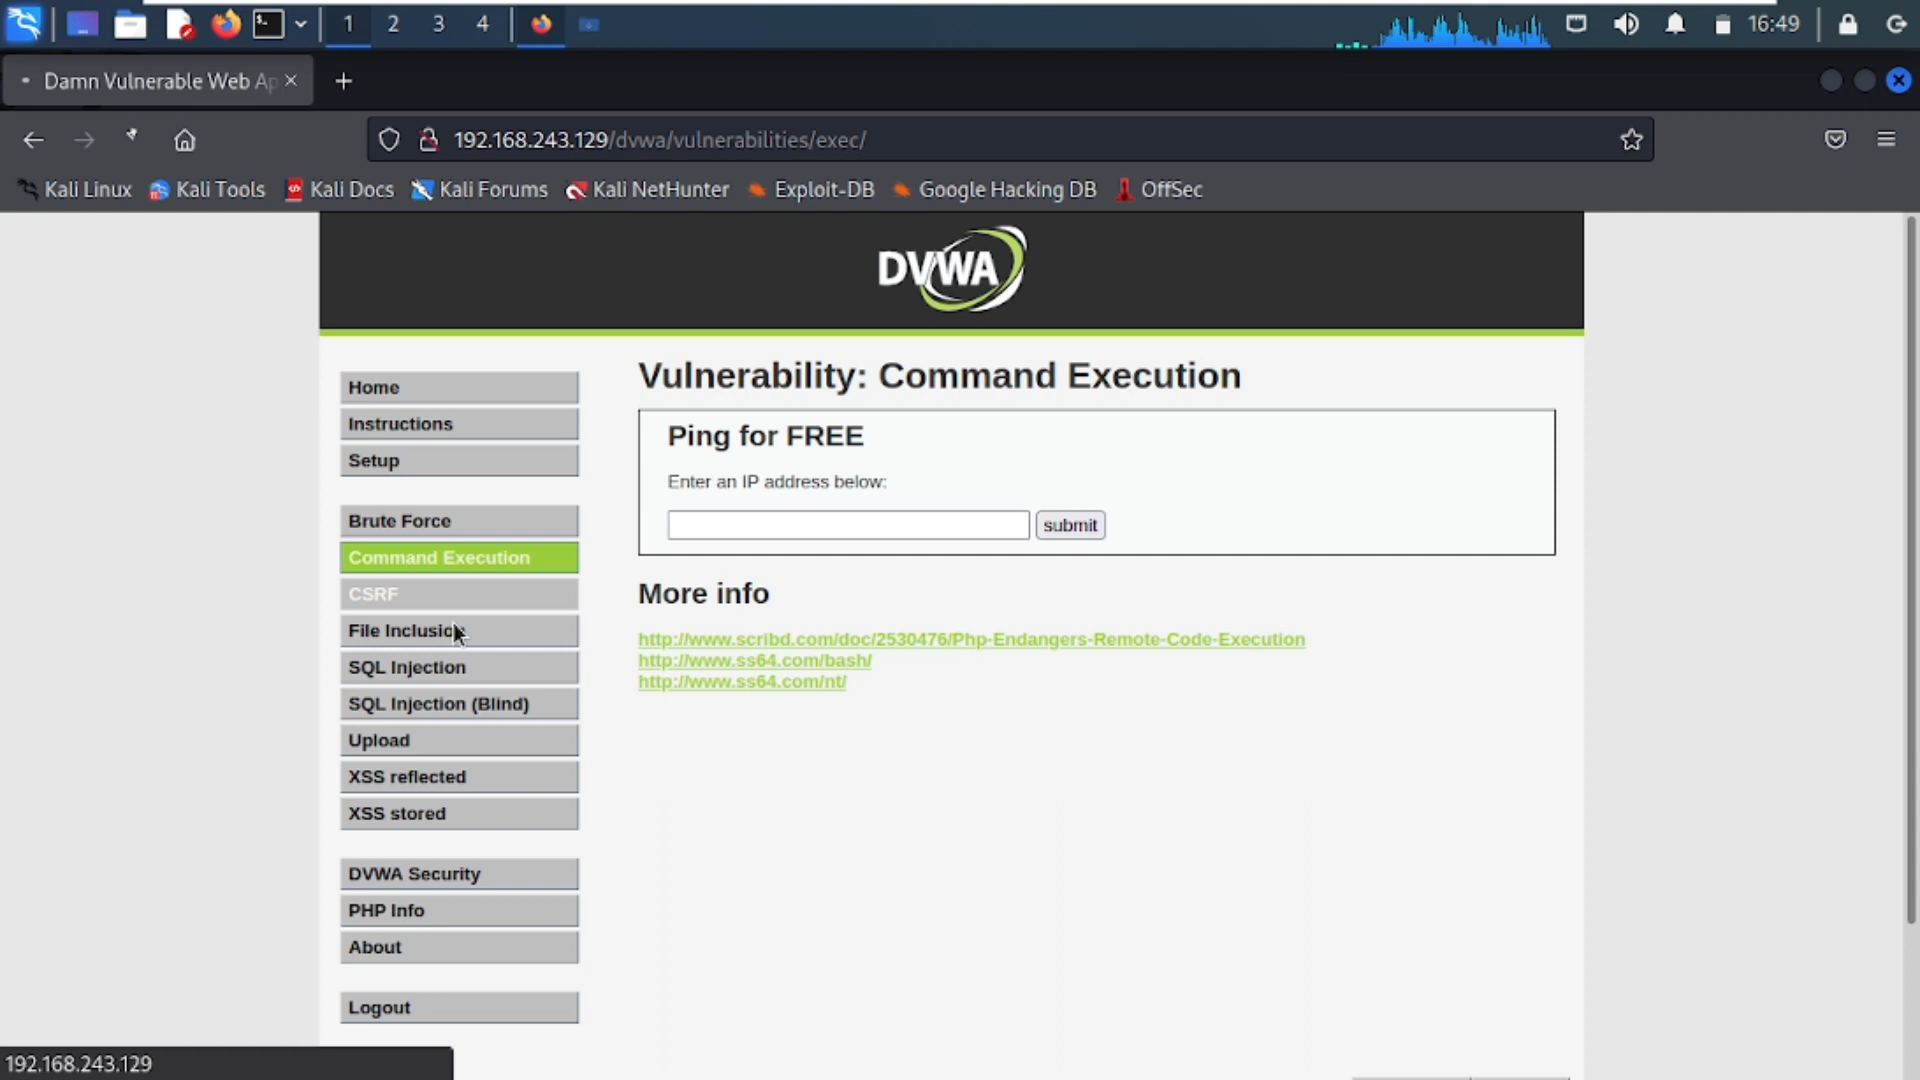 1 2 3 4 16:49
Damn Vulnerable Web Ap
192.168.243.129/dvwa/vulnerabilities/exec/
Kali Linux Kali Tools Kali Docs Kali Forums Kali NetHunter Exploit-DB Google Hacking DB OffSec
DVWA
Home
Instructions
Setup
Brute Force
Command Execution
CSRF
File Inclusion
SQL Injection
SQL Injection (Blind)
Upload
XSS reflected
XSS stored
DVWA Security
PHP Info
About
Logout
Vulnerability: Command Execution
Ping for FREE
Enter an IP address below:
submit
More info
http://www.scribd.com/doc/2530476/Php-Endangers-Remote-Code-Execution
http://www.ss64.com/bash/
http://www.ss64.com/nt/
192.168.243.129